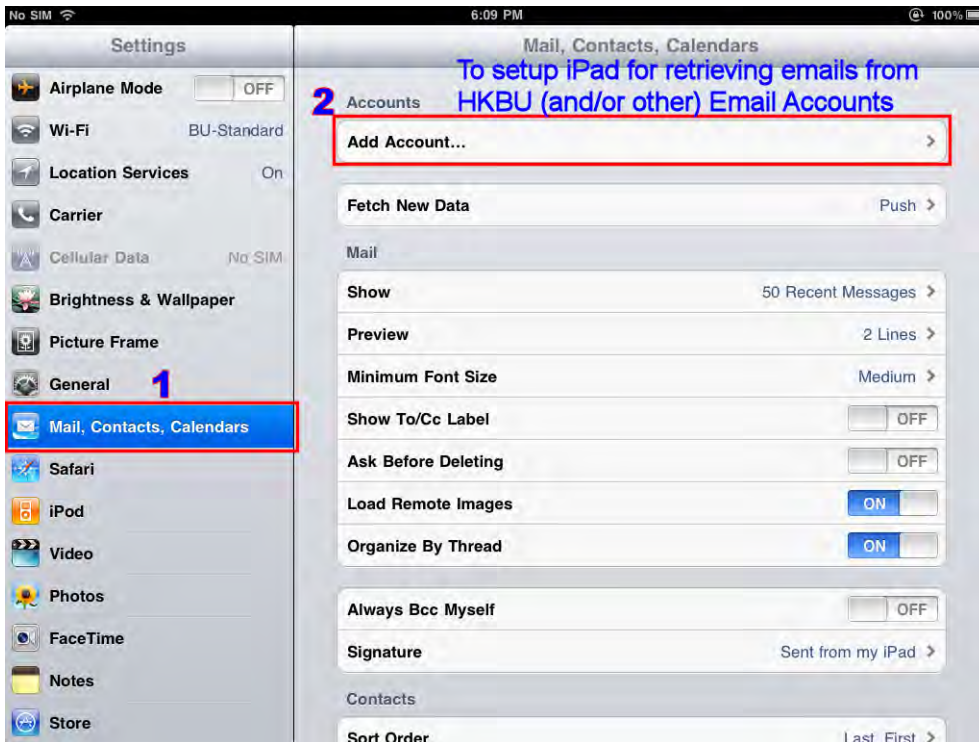 No SIM 6:09 PM 100%
Settings
Airplane Mode OFF
Wi-Fi BU-Standard
Location Services On
Carrier
Cellular Data No SIM
Brightness & Wallpaper
Picture Frame
General 1
Mail, Contacts, Calendars
Safari
iPod
Video
Photos
FaceTime
Notes
Store
Mail, Contacts, Calendars
To setup iPad for retrieving emails from
2 Accounts HKBU (and/or other) Email Accounts
Add Account... >
Fetch New Data Push >
Mail
Show 50 Recent Messages >
Preview 2 Lines >
Minimum Font Size Medium >
Show To/Cc Label OFF
Ask Before Deleting OFF
Load Remote Images ON
Organize By Thread ON
Always Bcc Myself OFF
Signature Sent from my iPad >
Contacts
Sort Order Last, First >